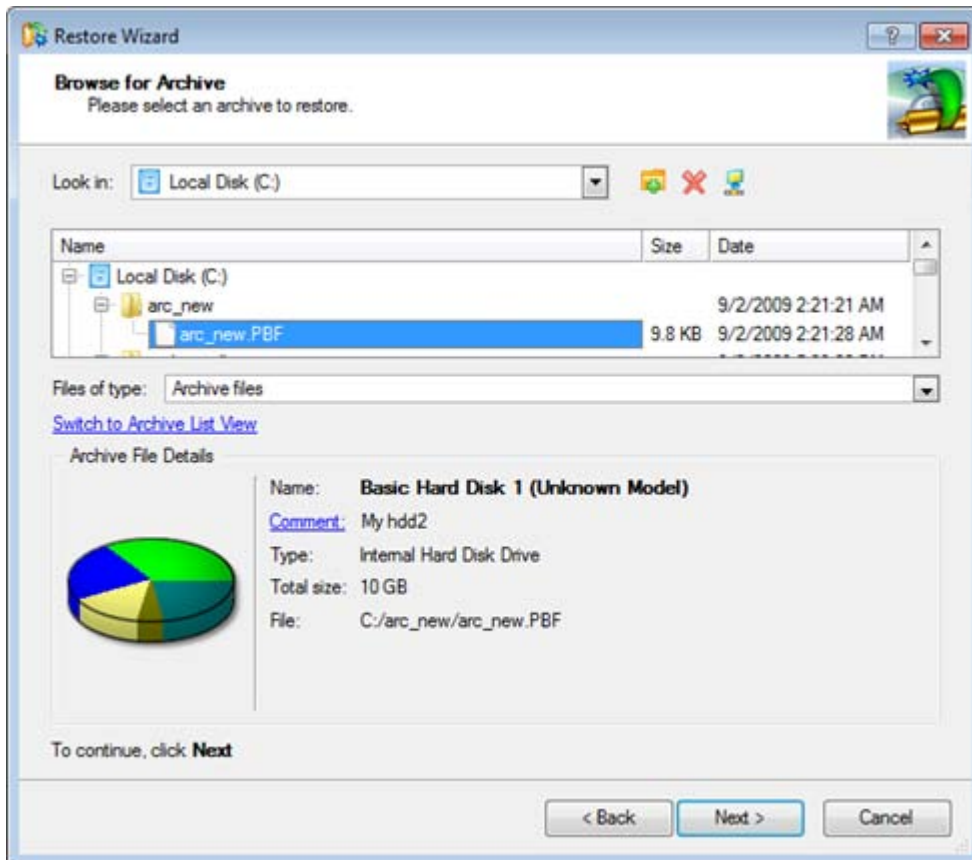 Restore Wizard
Browse for Archive
Please select an archive to restore.
Look in: Local Disk (C:)
Name Size Date
Local Disk (C:)
arc_new 9/2/2009 2:21:21 AM
arc_new.PBF 9.8 KB 9/2/2009 2:21:28 AM
Files of type: Archive files
Switch to Archive List View
Archive File Details
Name: Basic Hard Disk 1 (Unknown Model)
Comment: My hdd2
Type: Internal Hard Disk Drive
Total size: 10 GB
File: C:/arc_new/arc_new.PBF
To continue, click Next
< Back Next > Cancel